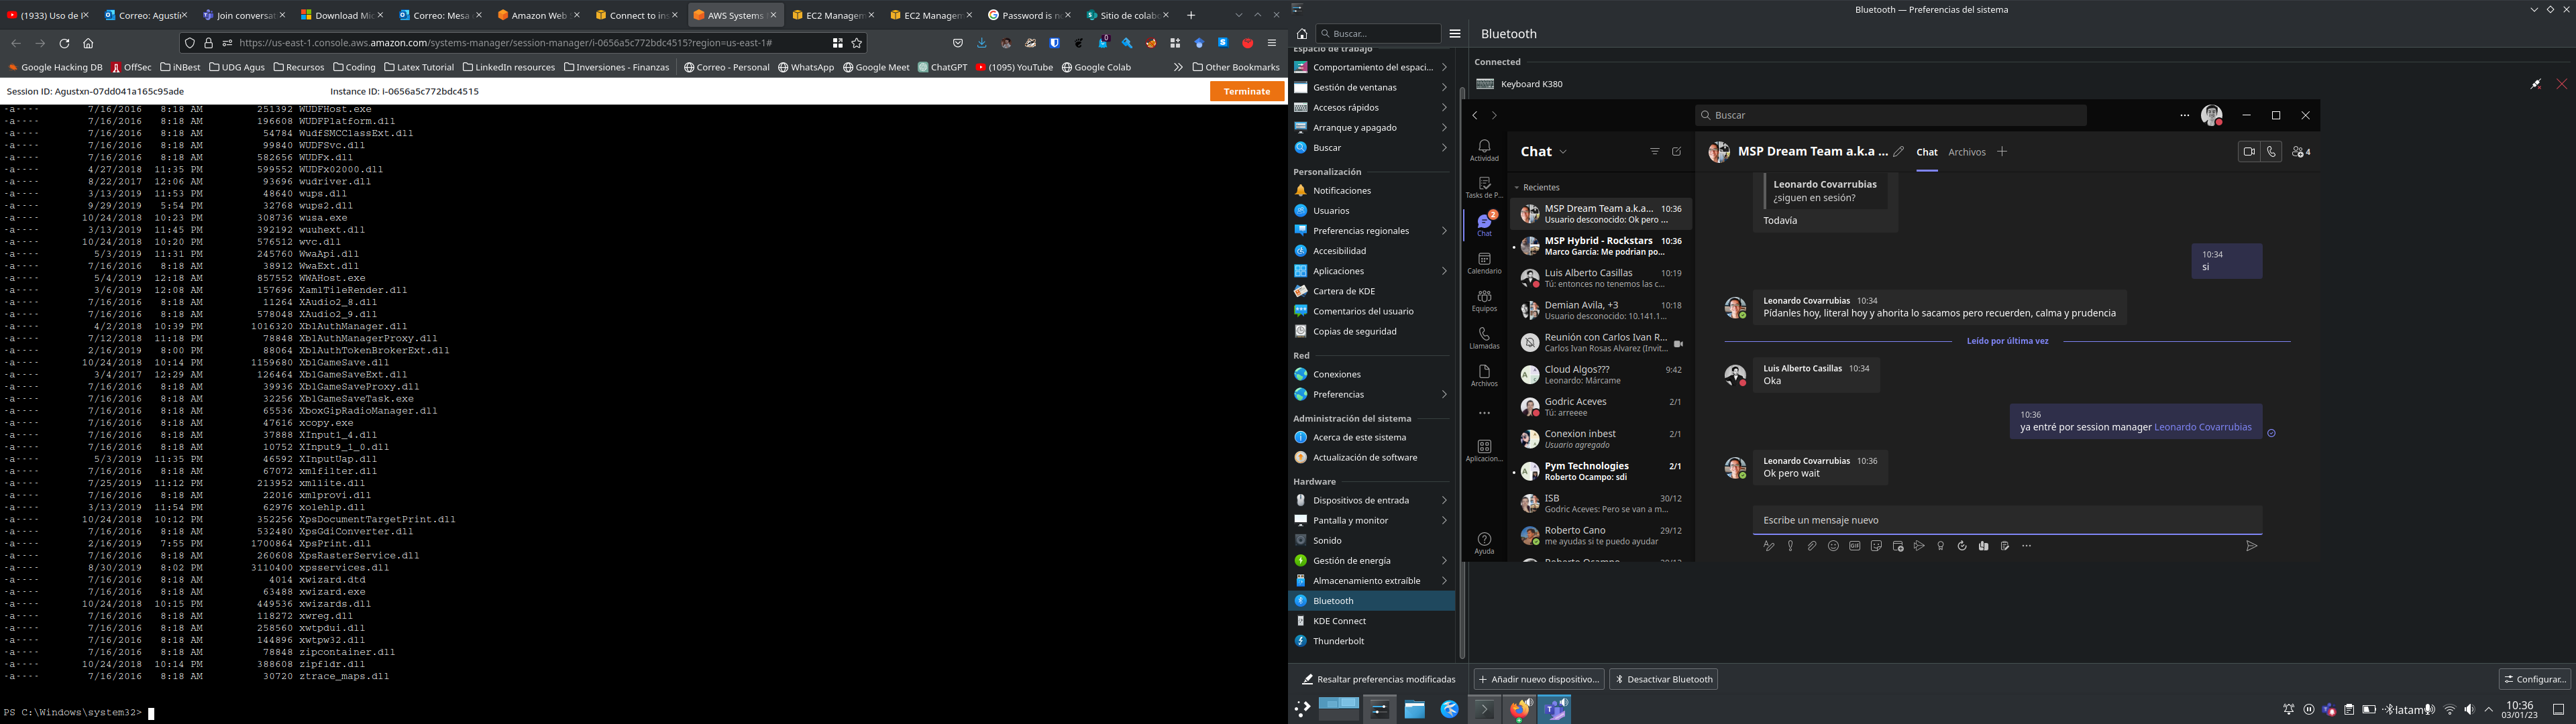 (1933) Uso de P
Correo: Agustín
Join conversat
Download Mic
Correo: Mesa d
Amazon Web S
Connect to ins
AWS Systems M
EC2 Managem
EC2 Managem
Password is no
Sitio de colabo
https://us-east-1.console.aws.amazon.com/systems-manager/session-manager/i-0656a5c772bdc4515?region=us-east-1#
Google Hacking DB
OffSec
iNBest
UDG Agus
Recursos
Coding
Latex Tutorial
LinkedIn resources
Inversiones - Finanzas
Correo - Personal
WhatsApp
Google Meet
ChatGPT
(1095) YouTube
Google Colab
Other Bookmarks
Session ID: Agustxn-07dd041a165c95ade
Instance ID: i-0656a5c772bdc4515
Terminate
-a---- 7/16/2016 8:18 AM 251392 WUDFHost.exe
-a---- 7/16/2016 8:18 AM 196608 WUDFPlatform.dll
-a---- 7/16/2016 8:18 AM 54784 WudfSMCClassExt.dll
-a---- 7/16/2016 8:18 AM 99840 WUDFSvc.dll
-a---- 7/16/2016 8:18 AM 582656 WUDFx.dll
-a---- 4/27/2018 11:35 PM 599552 WUDFx02000.dll
-a---- 8/22/2017 12:06 AM 93696 wudriver.dll
-a---- 3/13/2019 11:53 PM 48640 wups.dll
-a---- 9/29/2019 5:54 PM 32768 wups2.dll
-a---- 10/24/2018 10:23 PM 308736 wusa.exe
-a---- 3/13/2019 11:45 PM 392192 wuuhext.dll
-a---- 10/24/2018 10:20 PM 576512 wvc.dll
-a---- 5/3/2019 11:31 PM 245760 WwaApi.dll
-a---- 7/16/2016 8:18 AM 38912 WwaExt.dll
-a---- 5/4/2019 12:18 AM 857552 WWAHost.exe
-a---- 3/6/2019 12:08 AM 157696 XamlTileRender.dll
-a---- 7/16/2016 8:18 AM 11264 XAudio2_8.dll
-a---- 7/16/2016 8:18 AM 578048 XAudio2_9.dll
-a---- 4/2/2018 10:39 PM 1016320 XblAuthManager.dll
-a---- 7/12/2018 11:18 PM 78848 XblAuthManagerProxy.dll
-a---- 2/16/2019 8:00 PM 88064 XblAuthTokenBrokerExt.dll
-a---- 10/24/2018 10:14 PM 1159680 XblGameSave.dll
-a---- 3/4/2017 12:29 AM 126464 XblGameSaveExt.dll
-a---- 7/16/2016 8:18 AM 39936 XblGameSaveProxy.dll
-a---- 7/16/2016 8:18 AM 32256 XblGameSaveTask.exe
-a---- 7/16/2016 8:18 AM 65536 XboxGipRadioManager.dll
-a---- 7/16/2016 8:18 AM 47616 xcopy.exe
-a---- 7/16/2016 8:18 AM 37888 XInput1_4.dll
-a---- 7/16/2016 8:18 AM 10752 XInput9_1_0.dll
-a---- 5/3/2019 11:35 PM 46592 XInputUap.dll
-a---- 7/16/2016 8:18 AM 67072 xmlfilter.dll
-a---- 7/25/2019 11:12 PM 213952 xmllite.dll
-a---- 7/16/2016 8:18 AM 22016 xmlprovi.dll
-a---- 3/13/2019 11:54 PM 62976 xolehlp.dll
-a---- 10/24/2018 10:12 PM 352256 XpsDocumentTargetPrint.dll
-a---- 7/16/2016 8:18 AM 532480 XpsGdiConverter.dll
-a---- 2/16/2019 7:55 PM 1700864 XpsPrint.dll
-a---- 7/16/2016 8:18 AM 260608 XpsRasterService.dll
-a---- 8/30/2019 8:02 PM 3110400 xpsservices.dll
-a---- 7/16/2016 8:18 AM 4014 xwizard.dtd
-a---- 7/16/2016 8:18 AM 63488 xwizard.exe
-a---- 10/24/2018 10:15 PM 449536 xwizards.dll
-a---- 7/16/2016 8:18 AM 118272 xwreg.dll
-a---- 7/16/2016 8:18 AM 258560 xwtpdui.dll
-a---- 7/16/2016 8:18 AM 144896 xwtpw32.dll
-a---- 7/16/2016 8:18 AM 78848 zipcontainer.dll
-a---- 10/24/2018 10:14 PM 388608 zipfldr.dll
-a---- 7/16/2016 8:18 AM 30720 ztrace_maps.dll
PS C:\Windows\system32>
Bluetooth — Preferencias del sistema
Buscar...
Bluetooth
Espacio de trabajo
Comportamiento del espaci...
Gestión de ventanas
Accesos rápidos
Arranque y apagado
Buscar
Personalización
Notificaciones
Usuarios
Preferencias regionales
Accesibilidad
Aplicaciones
Cartera de KDE
Comentarios del usuario
Copias de seguridad
Red
Conexiones
Preferencias
Administración del sistema
Acerca de este sistema
Actualización de software
Hardware
Dispositivos de entrada
Pantalla y monitor
Sonido
Gestión de energía
Almacenamiento extraíble
Bluetooth
KDE Connect
Thunderbolt
Resaltar preferencias modificadas
Connected
Keyboard K380
Añadir nuevo dispositivo...
Desactivar Bluetooth
Configurar...
Buscar
Actividad
Tasks de P...
2
Chat
Calendario
Equipos
Llamadas
Archivos
Aplicacion...
Ayuda
Chat
Recientes
MSP Dream Team a.k.a... 10:36
Usuario desconocido: Ok pero ...
MSP Hybrid - Rockstars 10:36
Marco García: Me podrian po...
Luis Alberto Casillas 10:19
Tú: entonces no tenemos las c...
Demian Avila, +3 10:18
Usuario desconocido: 10.141.1...
Reunión con Carlos Ivan R...
Carlos Ivan Rosas Alvarez (Invit...
Cloud Algos??? 9:42
Leonardo: Márcame
Godric Aceves 2/1
Tú: arreeee
Conexion inbest 2/1
Usuario agregado
Pym Technologies 2/1
Roberto Ocampo: sdi
ISB 30/12
Godric Aceves: Pero se van a m...
Roberto Cano 29/12
me ayudas si te puedo ayudar
MSP Dream Team a.k.a ...
Chat
Archivos
4
Leonardo Covarrubias
¿siguen en sesión?
Todavía
10:34
si
Leonardo Covarrubias 10:34
Pídanles hoy, literal hoy y ahorita lo sacamos pero recuerden, calma y prudencia
Leído por última vez
Luis Alberto Casillas 10:34
Oka
10:36
ya entré por session manager Leonardo Covarrubias
Leonardo Covarrubias 10:36
Ok pero wait
Escribe un mensaje nuevo
latam
10:36
03/01/23